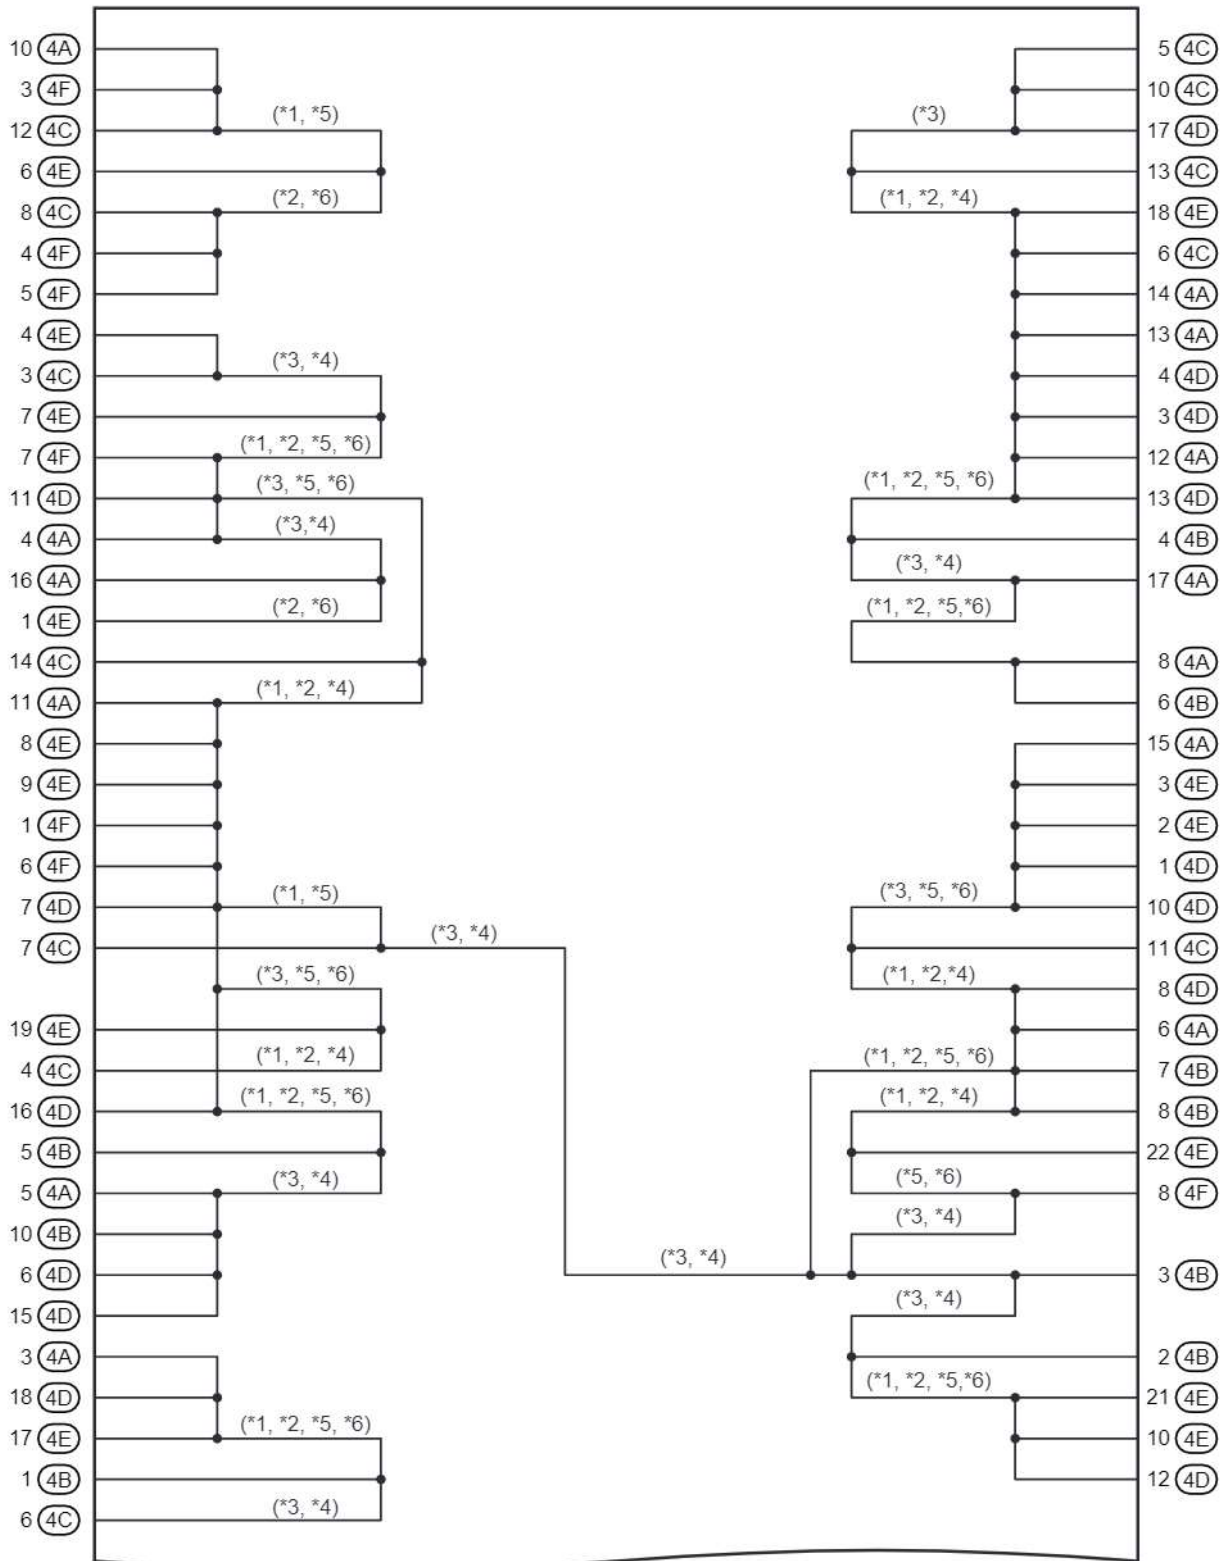 10 4A
5 4C
3 4F
10 4C
(*1, *5)
(*3)
12 4C
17 4D
6 4E
13 4C
(*2, *6)
(*1, *2, *4)
8 4C
18 4E
4 4F
6 4C
5 4F
14 4A
4 4E
13 4A
(*3, *4)
3 4C
4 4D
7 4E
3 4D
(*1, *2, *5, *6)
7 4F
12 4A
(*3, *5, *6)
(*1, *2, *5, *6)
11 4D
13 4D
(*3,*4)
4 4A
4 4B
(*3, *4)
16 4A
17 4A
(*2, *6)
(*1, *2, *5,*6)
1 4E
14 4C
8 4A
(*1, *2, *4)
11 4A
6 4B
8 4E
15 4A
9 4E
3 4E
1 4F
2 4E
6 4F
1 4D
(*1, *5)
(*3, *5, *6)
7 4D
10 4D
(*3, *4)
7 4C
11 4C
(*3, *5, *6)
(*1, *2,*4)
8 4D
19 4E
6 4A
(*1, *2, *4)
(*1, *2, *5, *6)
4 4C
7 4B
(*1, *2, *5, *6)
(*1, *2, *4)
16 4D
8 4B
5 4B
22 4E
(*3, *4)
(*5, *6)
5 4A
8 4F
(*3, *4)
10 4B
(*3, *4)
6 4D
3 4B
(*3, *4)
15 4D
3 4A
2 4B
(*1, *2, *5,*6)
18 4D
21 4E
(*1, *2, *5, *6)
17 4E
10 4E
1 4B
12 4D
(*3, *4)
6 4C